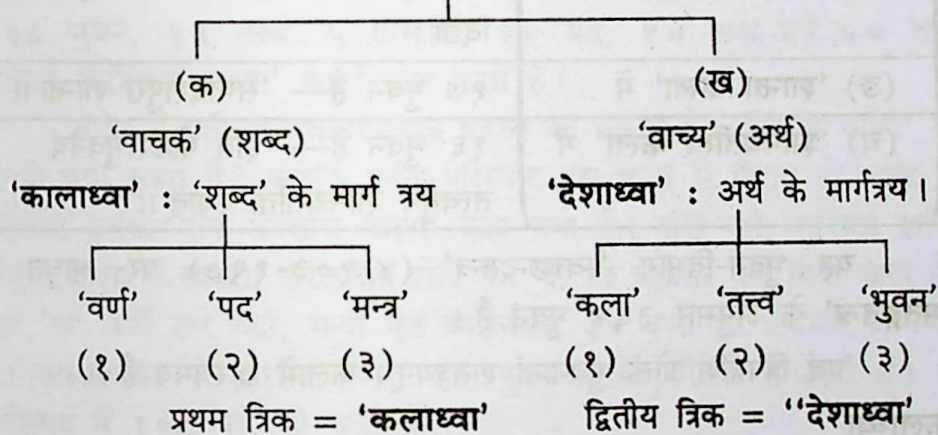 (क) (ख)
‘वाचक’ (शब्द) ‘वाच्य’ (अर्थ)
‘कालाध्वा’ : ‘शब्द’ के मार्ग त्रय ‘देशाध्वा’ : अर्थ के मार्गत्रय।
‘वर्ण’ ‘पद’ ‘मन्त्र’ ‘कला’ ‘तत्त्व’ ‘भुवन’
(१) (२) (३) (१) (२) (३)
प्रथम त्रिक = ‘कलाध्वा’ द्वितीय त्रिक = ‘‘देशाध्वा’